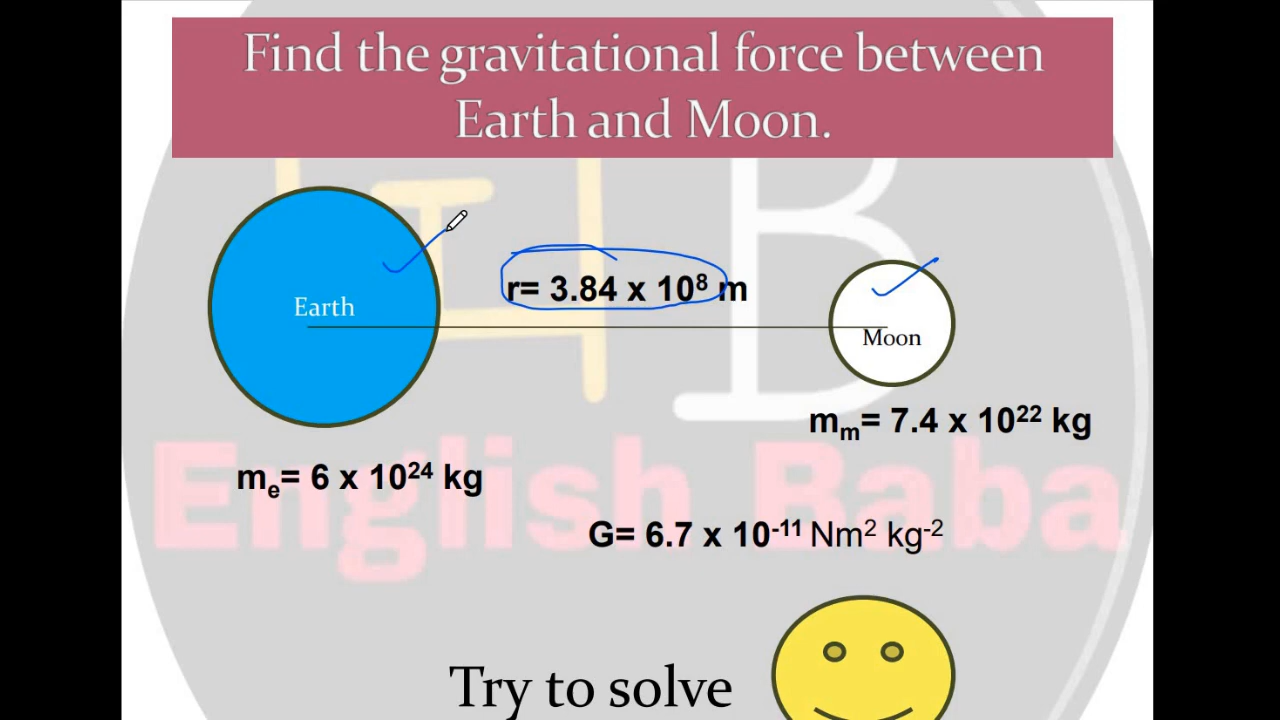 Find the gravitational force between
Earth and Moon.
r= 3.84 x 10⁸ m
Earth
Moon
mₘ= 7.4 x 10²² kg
mₑ= 6 x 10²⁴ kg
English Baba
G= 6.7 x 10⁻¹¹ Nm² kg⁻²
Try to solve